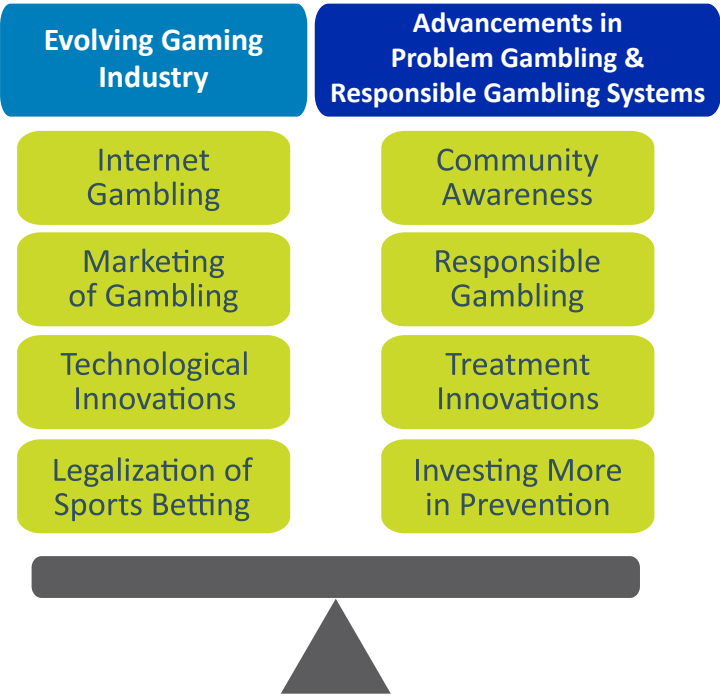 Evolving Gaming
Industry
Advancements in
Problem Gambling &
Responsible Gambling Systems
Internet
Gambling
Marketing
of Gambling
Technological
Innovations
Legalization of
Sports Betting
Community
Awareness
Responsible
Gambling
Treatment
Innovations
Investing More
in Prevention